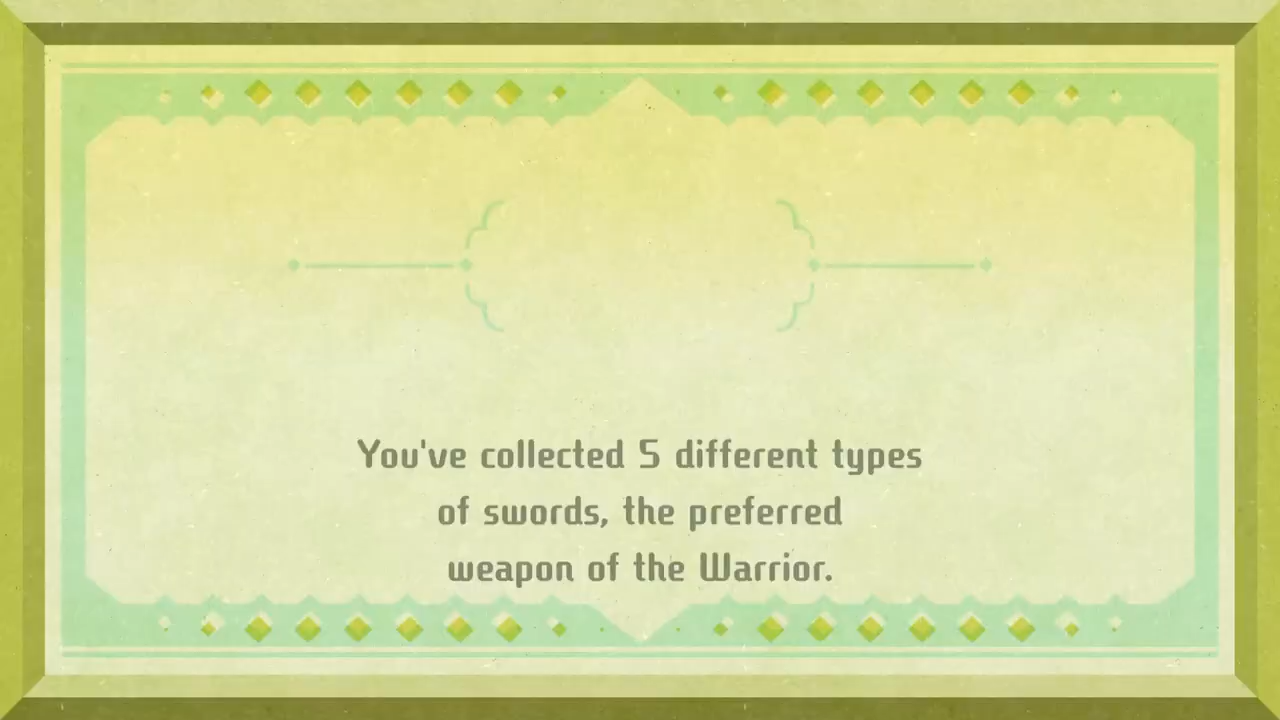 You've collected 5 different types
of swords, the preferred
weapon of the Warrior.